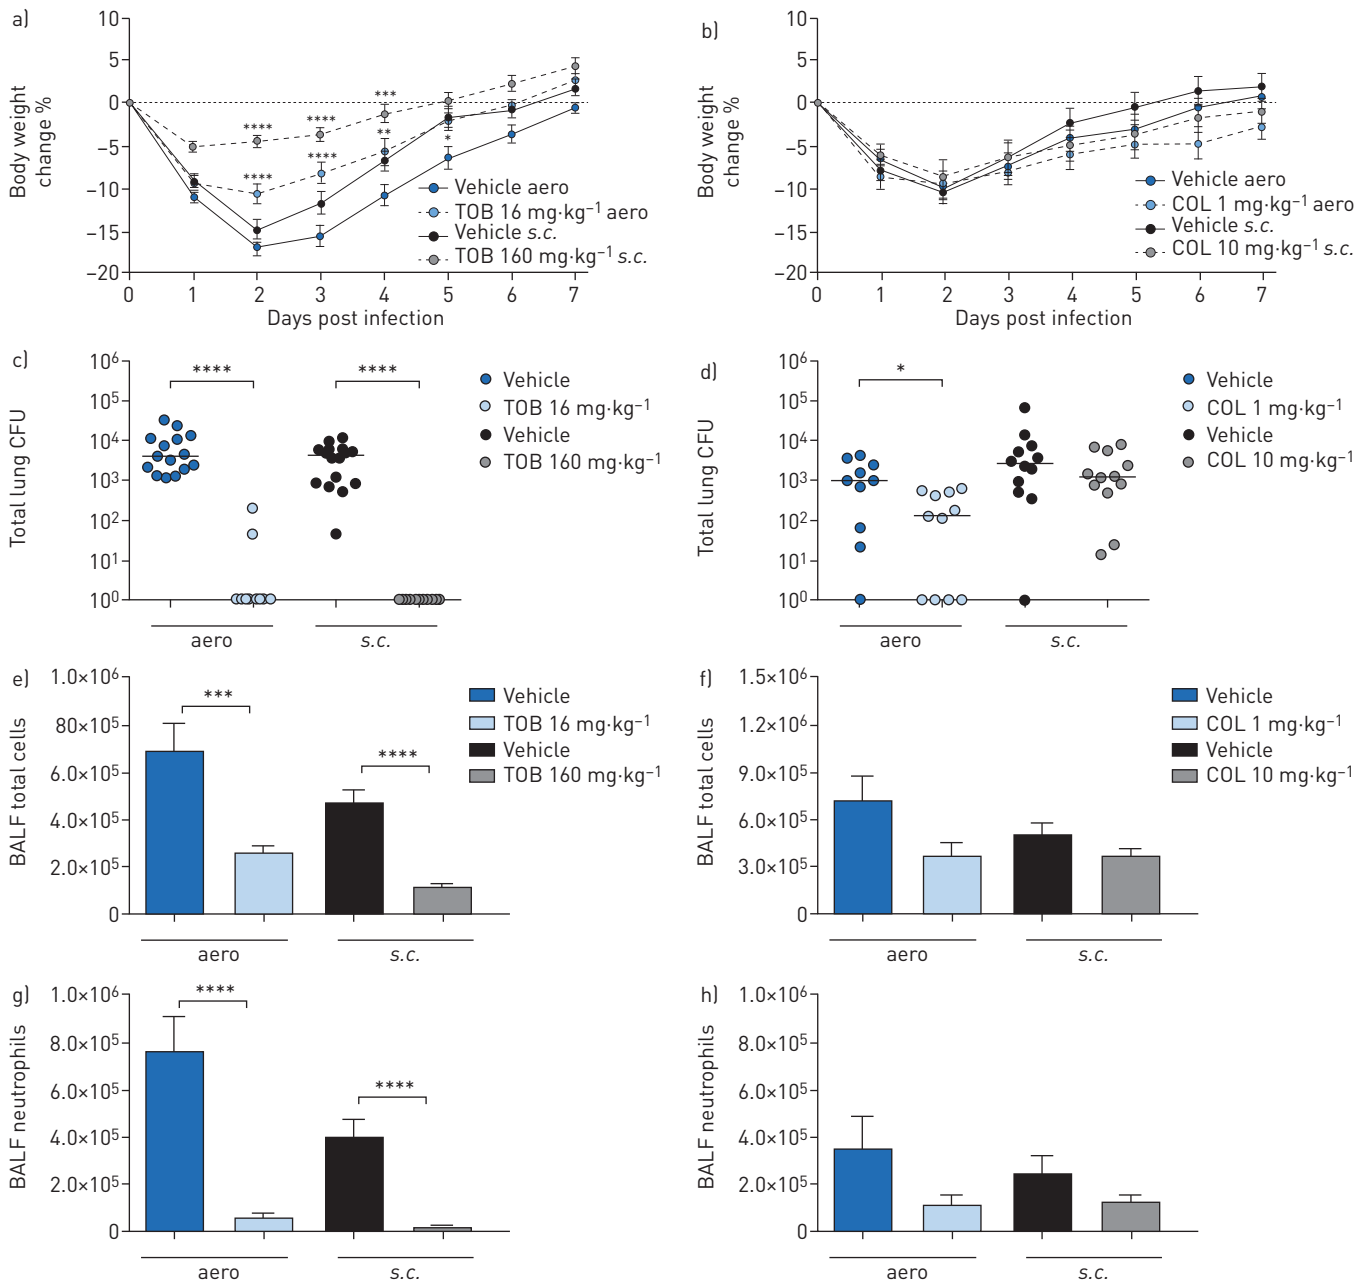 a)
10
5
0
−5
−10
−15
−20
Body weight
change %
****
****
***
****
****
**
*
Vehicle aero
TOB 16 mg·kg⁻¹ aero
Vehicle s.c.
TOB 160 mg·kg⁻¹ s.c.
0 1 2 3 4 5 6 7
Days post infection
b)
10
5
0
−5
−10
−15
−20
Body weight
change %
Vehicle aero
COL 1 mg·kg⁻¹ aero
Vehicle s.c.
COL 10 mg·kg⁻¹ s.c.
0 1 2 3 4 5 6 7
Days post infection
c)
10⁶
10⁵
10⁴
10³
10²
10¹
10⁰
Total lung CFU
**** ****
Vehicle
TOB 16 mg·kg⁻¹
Vehicle
TOB 160 mg·kg⁻¹
aero s.c.
d)
10⁶
10⁵
10⁴
10³
10²
10¹
10⁰
Total lung CFU
*
Vehicle
COL 1 mg·kg⁻¹
Vehicle
COL 10 mg·kg⁻¹
aero s.c.
e)
1.0×10⁶
80×10⁵
6.0×10⁵
4.0×10⁵
2.0×10⁵
0
BALF total cells
***
****
Vehicle
TOB 16 mg·kg⁻¹
Vehicle
TOB 160 mg·kg⁻¹
aero s.c.
f)
1.5×10⁶
1.2×10⁶
9.0×10⁵
6.0×10⁵
3.0×10⁵
0
BALF total cells
Vehicle
COL 1 mg·kg⁻¹
Vehicle
COL 10 mg·kg⁻¹
aero s.c.
g)
1.0×10⁶
8.0×10⁵
6.0×10⁵
4.0×10⁵
2.0×10⁵
0
BALF neutrophils
****
****
aero s.c.
h)
1.0×10⁶
8.0×10⁵
6.0×10⁵
4.0×10⁵
2.0×10⁵
0
BALF neutrophils
aero s.c.